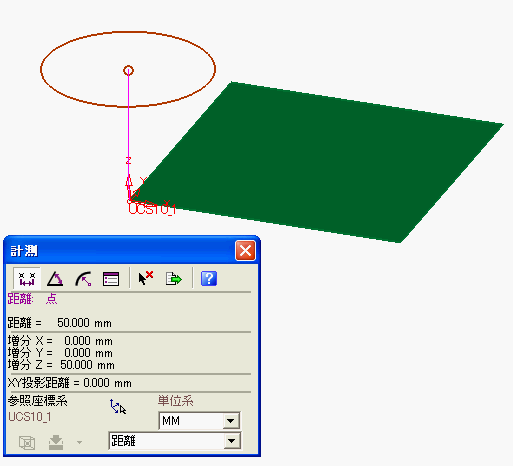 Z
Y
UCS10_1
計測
距離: 点
距離 = 50.000 mm
増分 X = 0.000 mm
増分 Y = 0.000 mm
増分 Z = 50.000 mm
XY投影距離 = 0.000 mm
参照座標系 単位系
UCS10_1 MM
距離